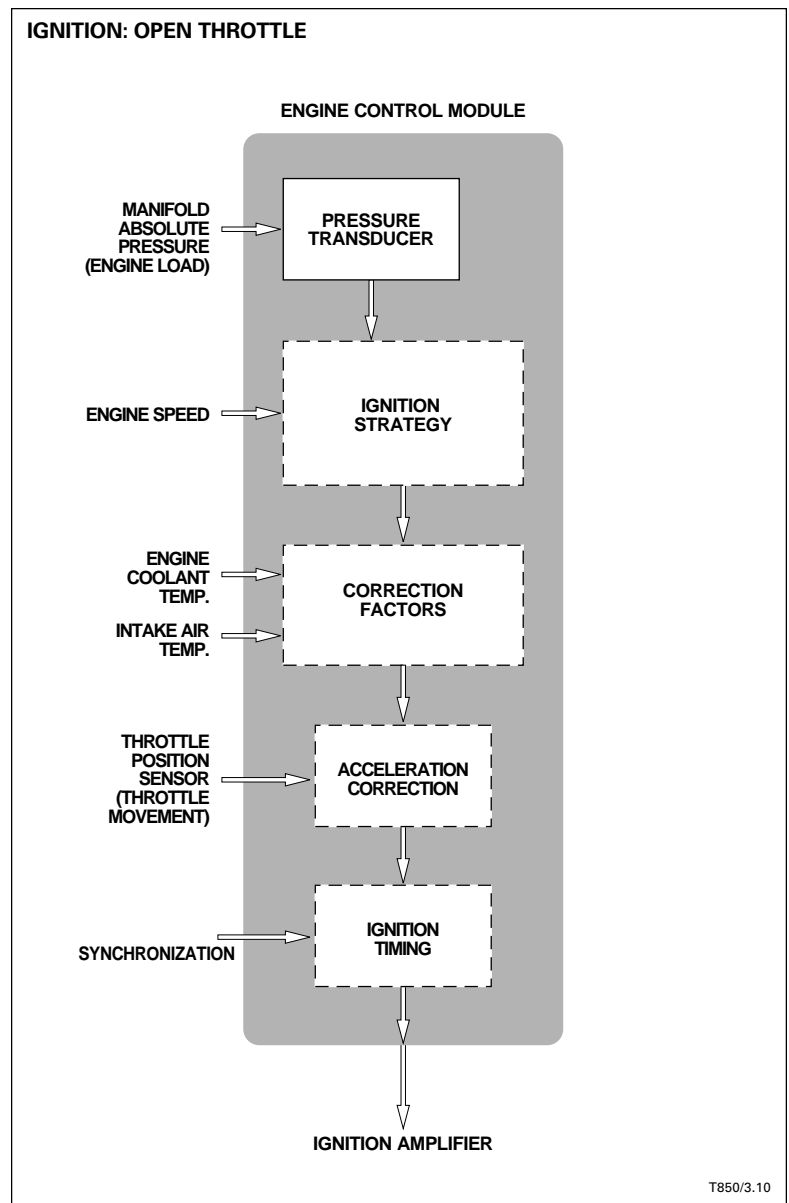 IGNITION: OPEN THROTTLE
ENGINE CONTROL MODULE
MANIFOLD
ABSOLUTE
PRESSURE
(ENGINE LOAD)
PRESSURE
TRANSDUCER
ENGINE SPEED
IGNITION
STRATEGY
ENGINE
COOLANT
TEMP.
INTAKE AIR
TEMP.
CORRECTION
FACTORS
THROTTLE
POSITION
SENSOR
(THROTTLE
MOVEMENT)
ACCELERATION
CORRECTION
SYNCHRONIZATION
IGNITION
TIMING
IGNITION AMPLIFIER
T850/3.10